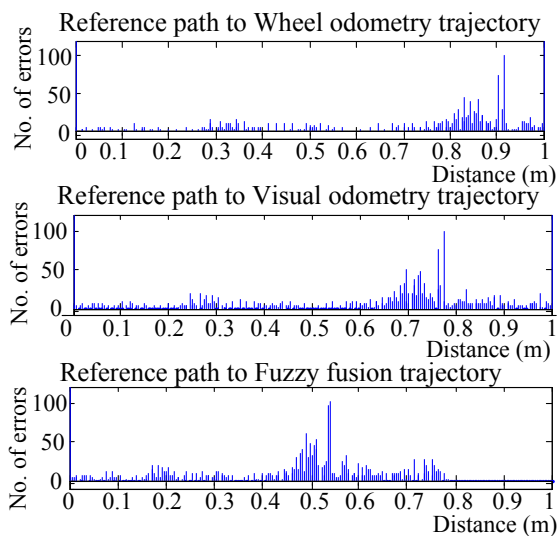 Reference path to Wheel odometry trajectory
No. of errors
100
50
0
0 0.1 0.2 0.3 0.4 0.5 0.6 0.7 0.8 0.9 1
Distance (m)
Reference path to Visual odometry trajectory
No. of errors
100
50
0
0 0.1 0.2 0.3 0.4 0.5 0.6 0.7 0.8 0.9 1
Distance (m)
Reference path to Fuzzy fusion trajectory
No. of errors
100
50
0
0 0.1 0.2 0.3 0.4 0.5 0.6 0.7 0.8 0.9 1
Distance (m)